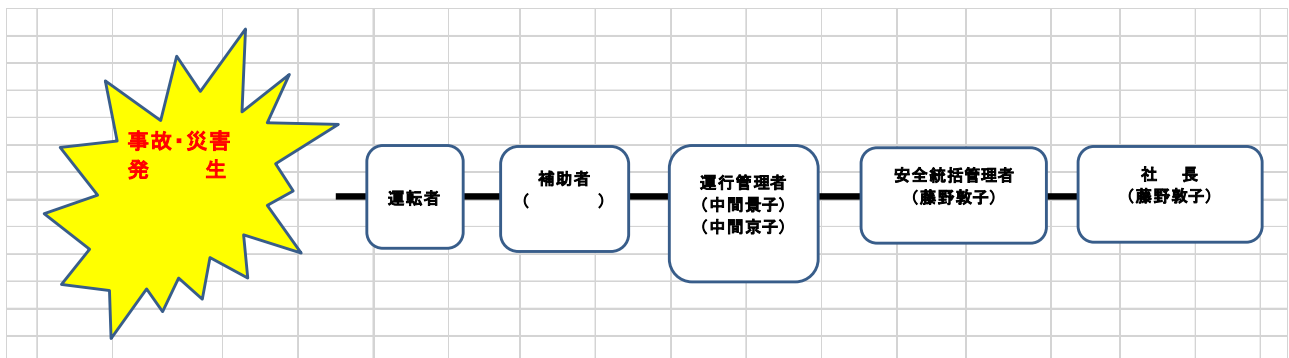 事故・災害
発　　生
運転者
補助者
(　　　　)
運行管理者
(中間景子)
(中間京子)
安全統括管理者
(藤野敦子)
社　長
(藤野敦子)